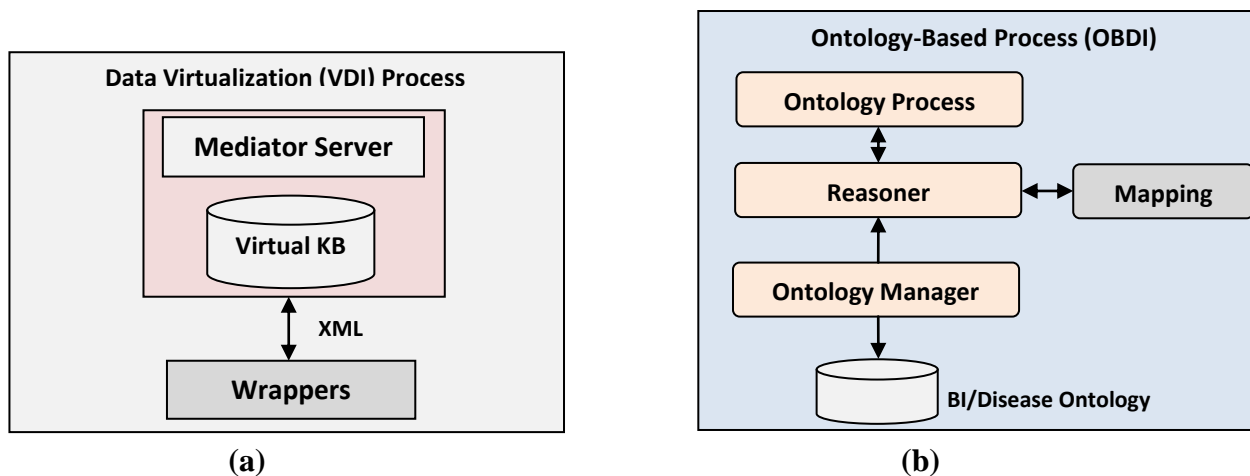 Data Virtualization (VDI) Process
Mediator Server
Virtual KB
XML
Wrappers
(a)
Ontology-Based Process (OBDI)
Ontology Process
Reasoner
Mapping
Ontology Manager
BI/Disease Ontology
(b)